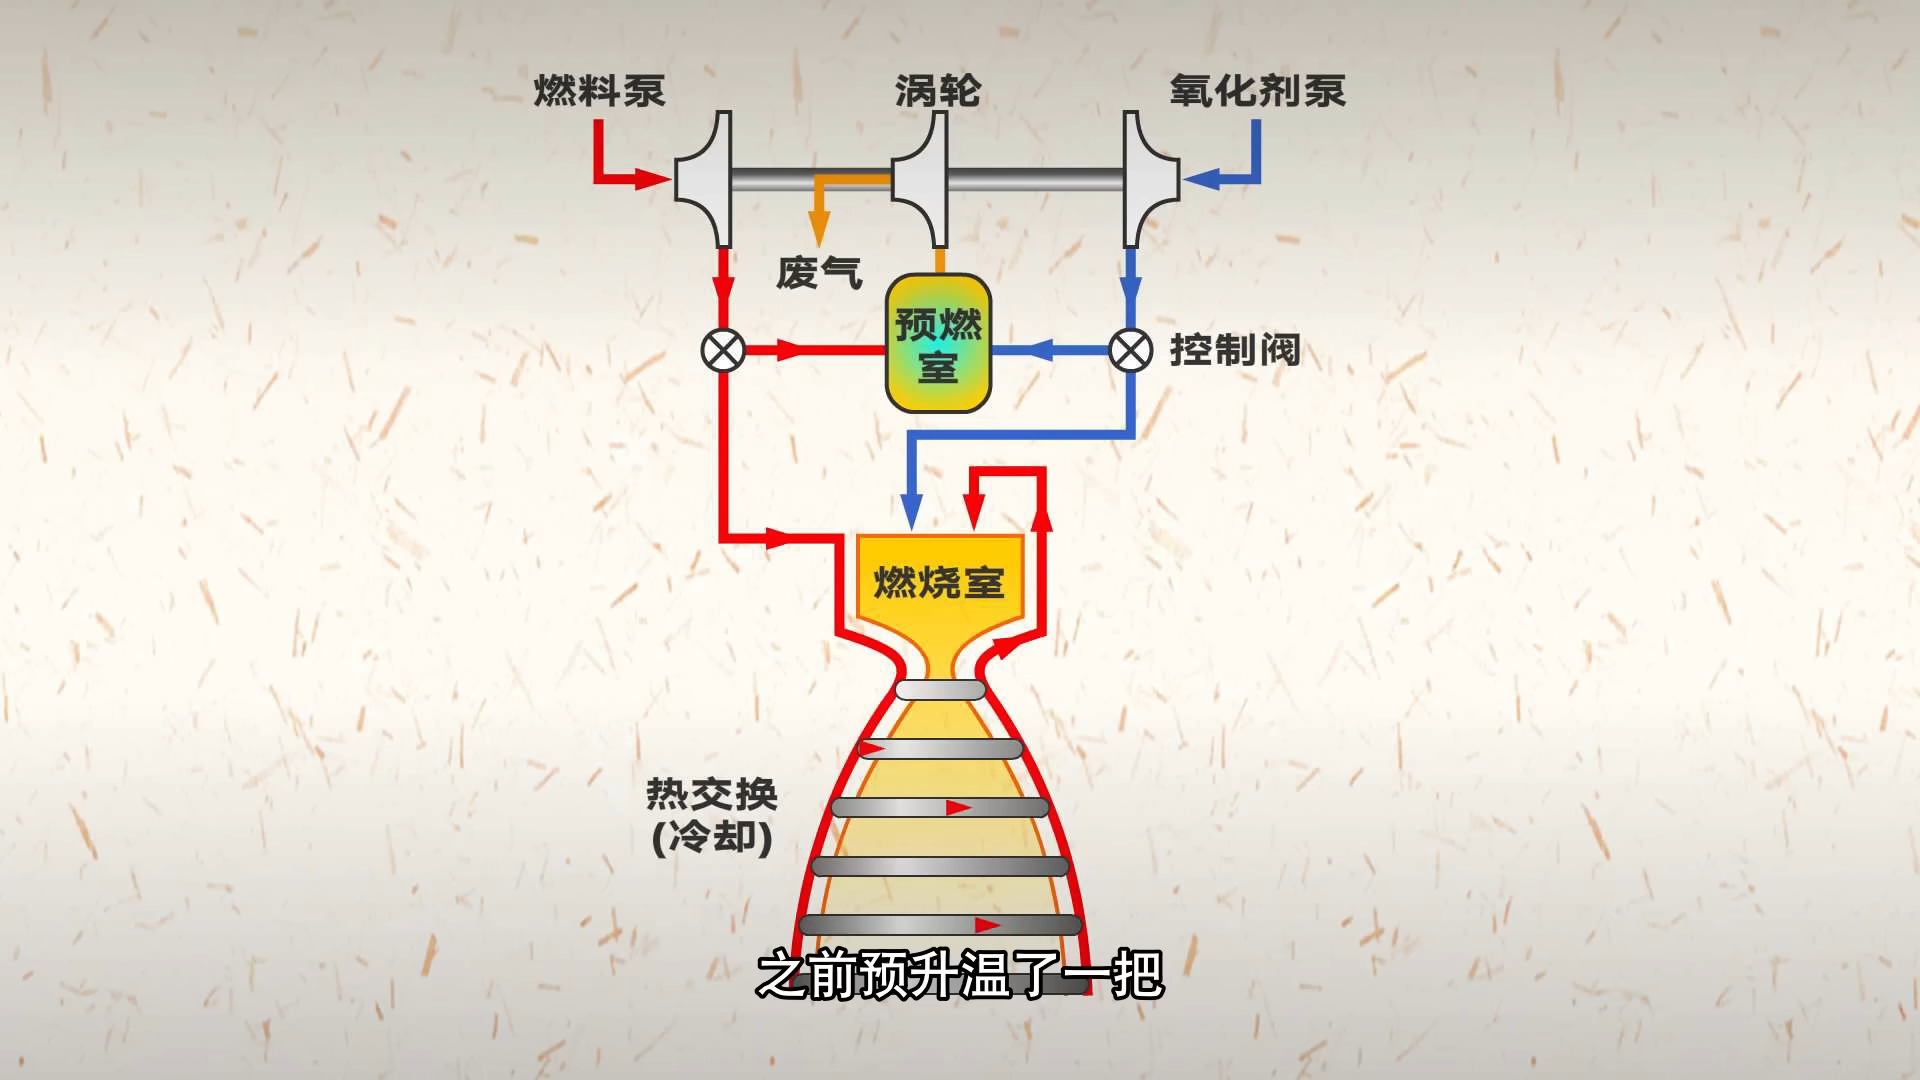 燃料泵
涡轮
氧化剂泵
废气
预燃
室
控制阀
燃烧室
热交换
(冷却)
之前预升温了一把